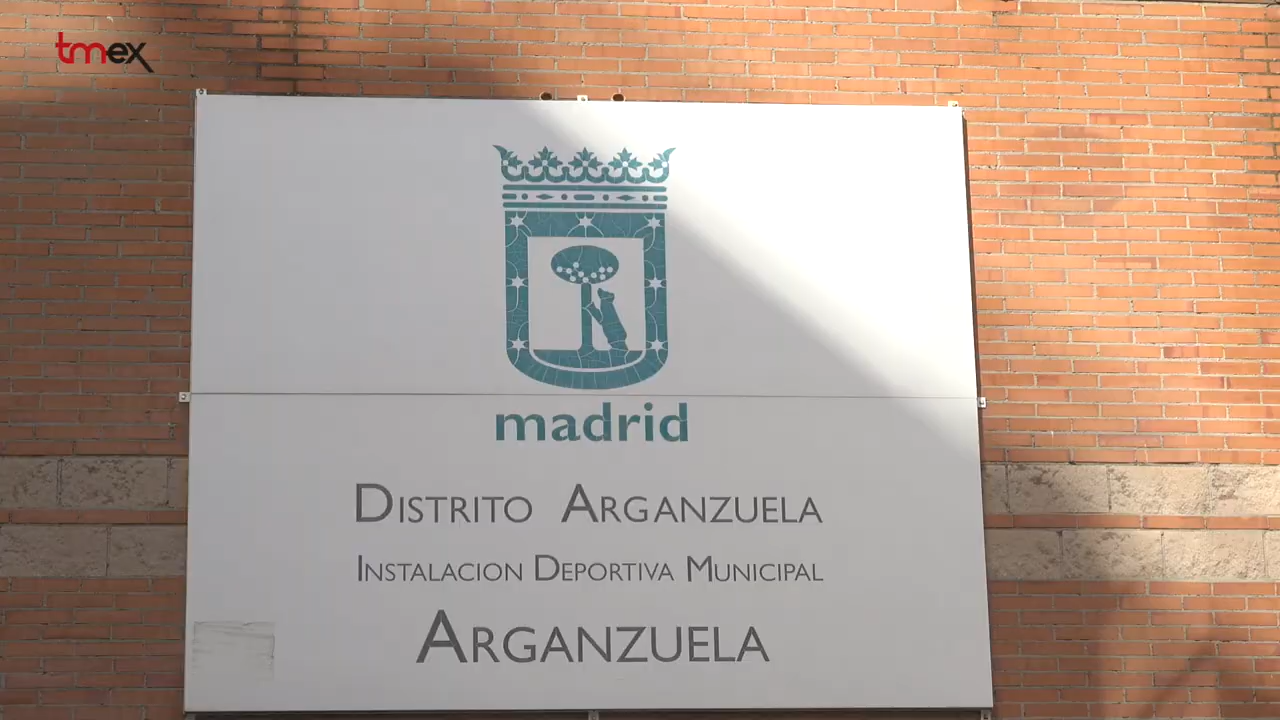 tmex
madrid
DISTRITO ARGANZUELA
INSTALACION DEPORTIVA MUNICIPAL
ARGANZUELA